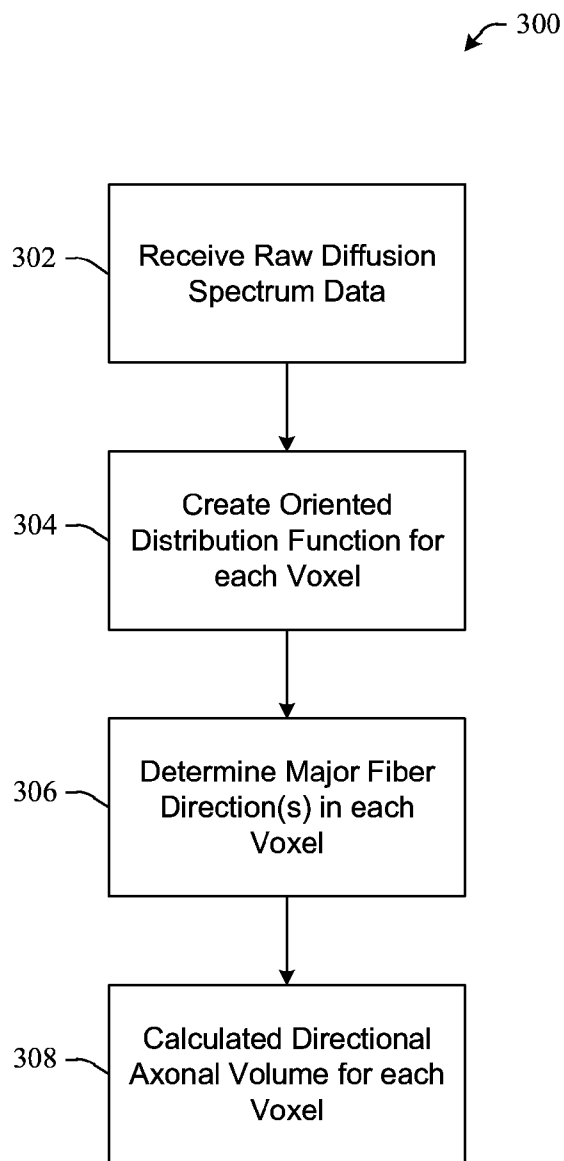 300
302
Receive Raw Diffusion
Spectrum Data
304
Create Oriented
Distribution Function for
each Voxel
306
Determine Major Fiber
Direction(s) in each
Voxel
308
Calculated Directional
Axonal Volume for each
Voxel